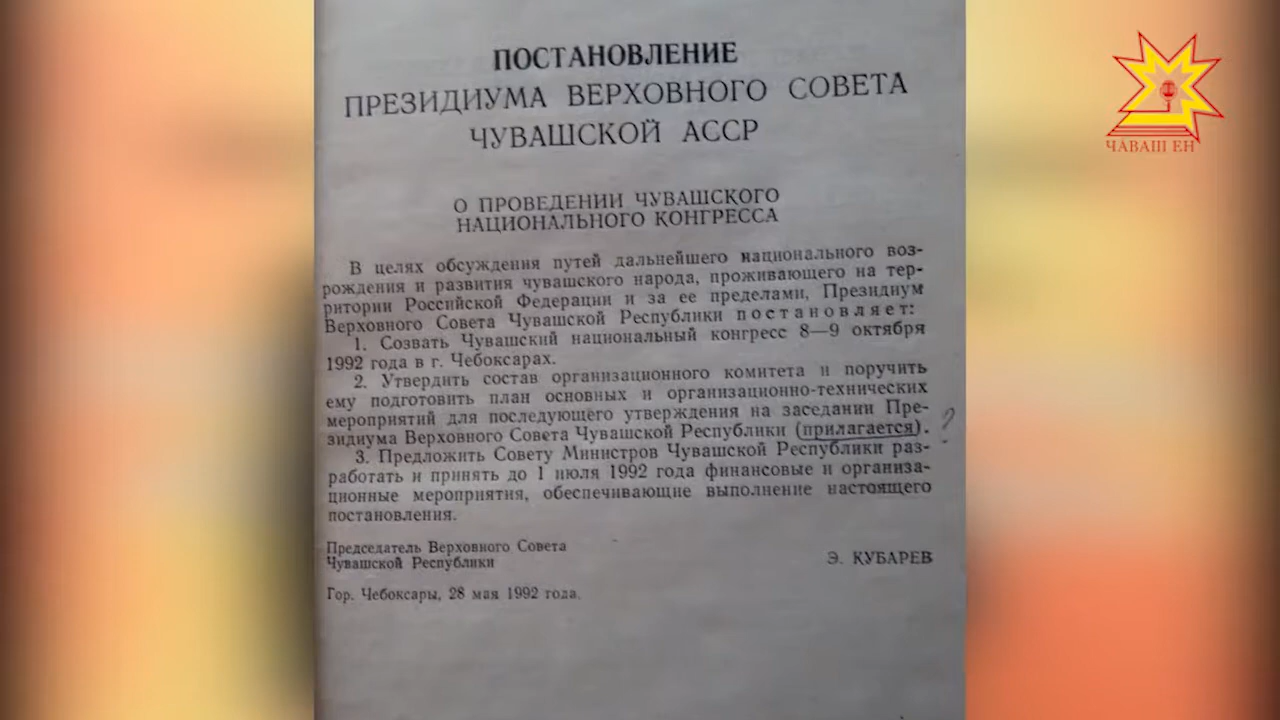 ПОСТАНОВЛЕНИЕ
ПРЕЗИДИУМА ВЕРХОВНОГО СОВЕТА
ЧУВАШСКОЙ АССР
О ПРОВЕДЕНИИ ЧУВАШСКОГО
НАЦИОНАЛЬНОГО КОНГРЕССА
В целях обсуждения путей дальнейшего национального воз-
рождения и развития чувашского народа, проживающего на тер-
ритории Российской Федерации и за ее пределами, Президиум
Верховного Совета Чувашской Республики постановляет:
1. Созвать Чувашский национальный конгресс 8—9 октября
1992 года в г. Чебоксарах.
2. Утвердить состав организационного комитета и поручить
ему подготовить план основных и организационно-технических
мероприятий для последующего утверждения на заседании Пре-
зидиума Верховного Совета Чувашской Республики (прилагается). ?
3. Предложить Совету Министров Чувашской Республики раз-
работать и принять до 1 июля 1992 года финансовые и организа-
ционные мероприятия, обеспечивающие выполнение настоящего
постановления.
Председатель Верховного Совета
Чувашской Республики
Э. КУБАРЕВ
Гор. Чебоксары, 28 мая 1992 года.
ЧАВАШ ЕН